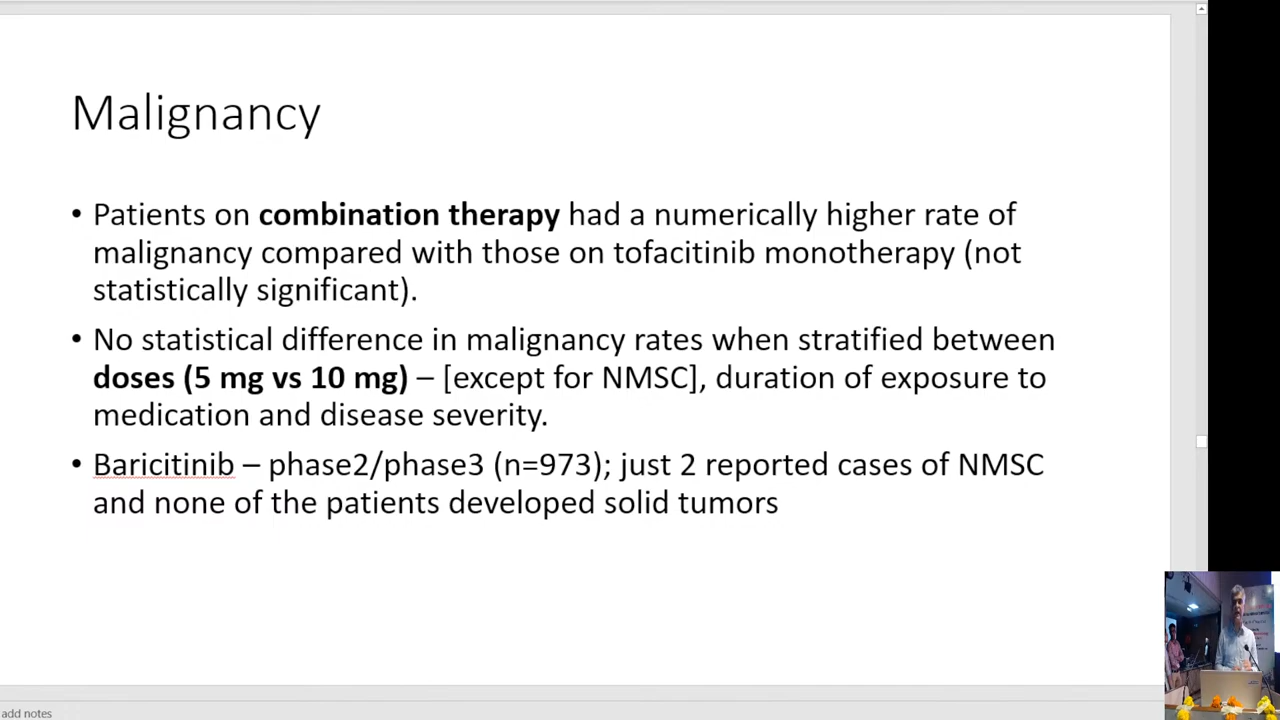 Malignancy
• Patients on combination therapy had a numerically higher rate of
malignancy compared with those on tofacitinib monotherapy (not
statistically significant).
• No statistical difference in malignancy rates when stratified between
doses (5 mg vs 10 mg) – [except for NMSC], duration of exposure to
medication and disease severity.
• Baricitinib – phase2/phase3 (n=973); just 2 reported cases of NMSC
and none of the patients developed solid tumors
add notes